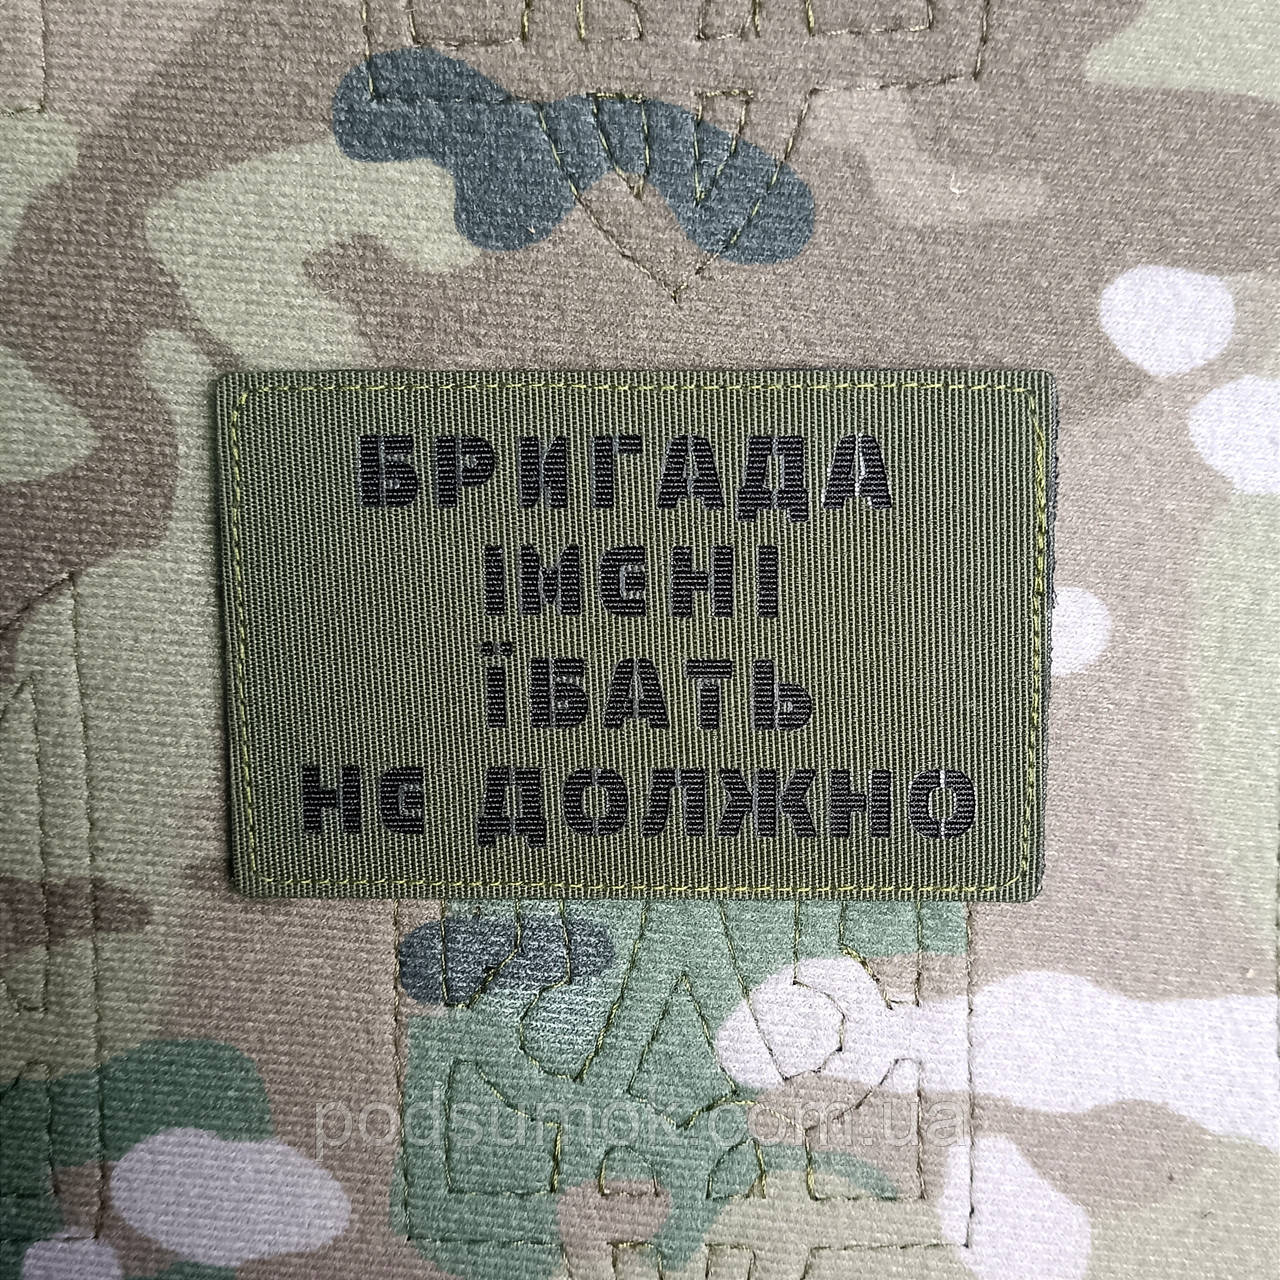 БРИГАДА
ІМЕНІ
ЇБАТЬ
НЕ ДОЛЖНО
podsumok.com.ua